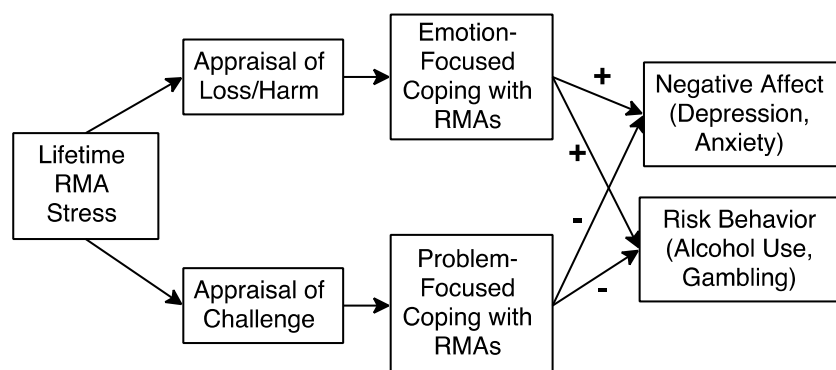 Lifetime
RMA
Stress
Appraisal of
Loss/Harm
Appraisal of
Challenge
Emotion-
Focused
Coping with
RMAs
Problem-
Focused
Coping with
RMAs
+
+
-
-
Negative Affect
(Depression,
Anxiety)
Risk Behavior
(Alcohol Use,
Gambling)